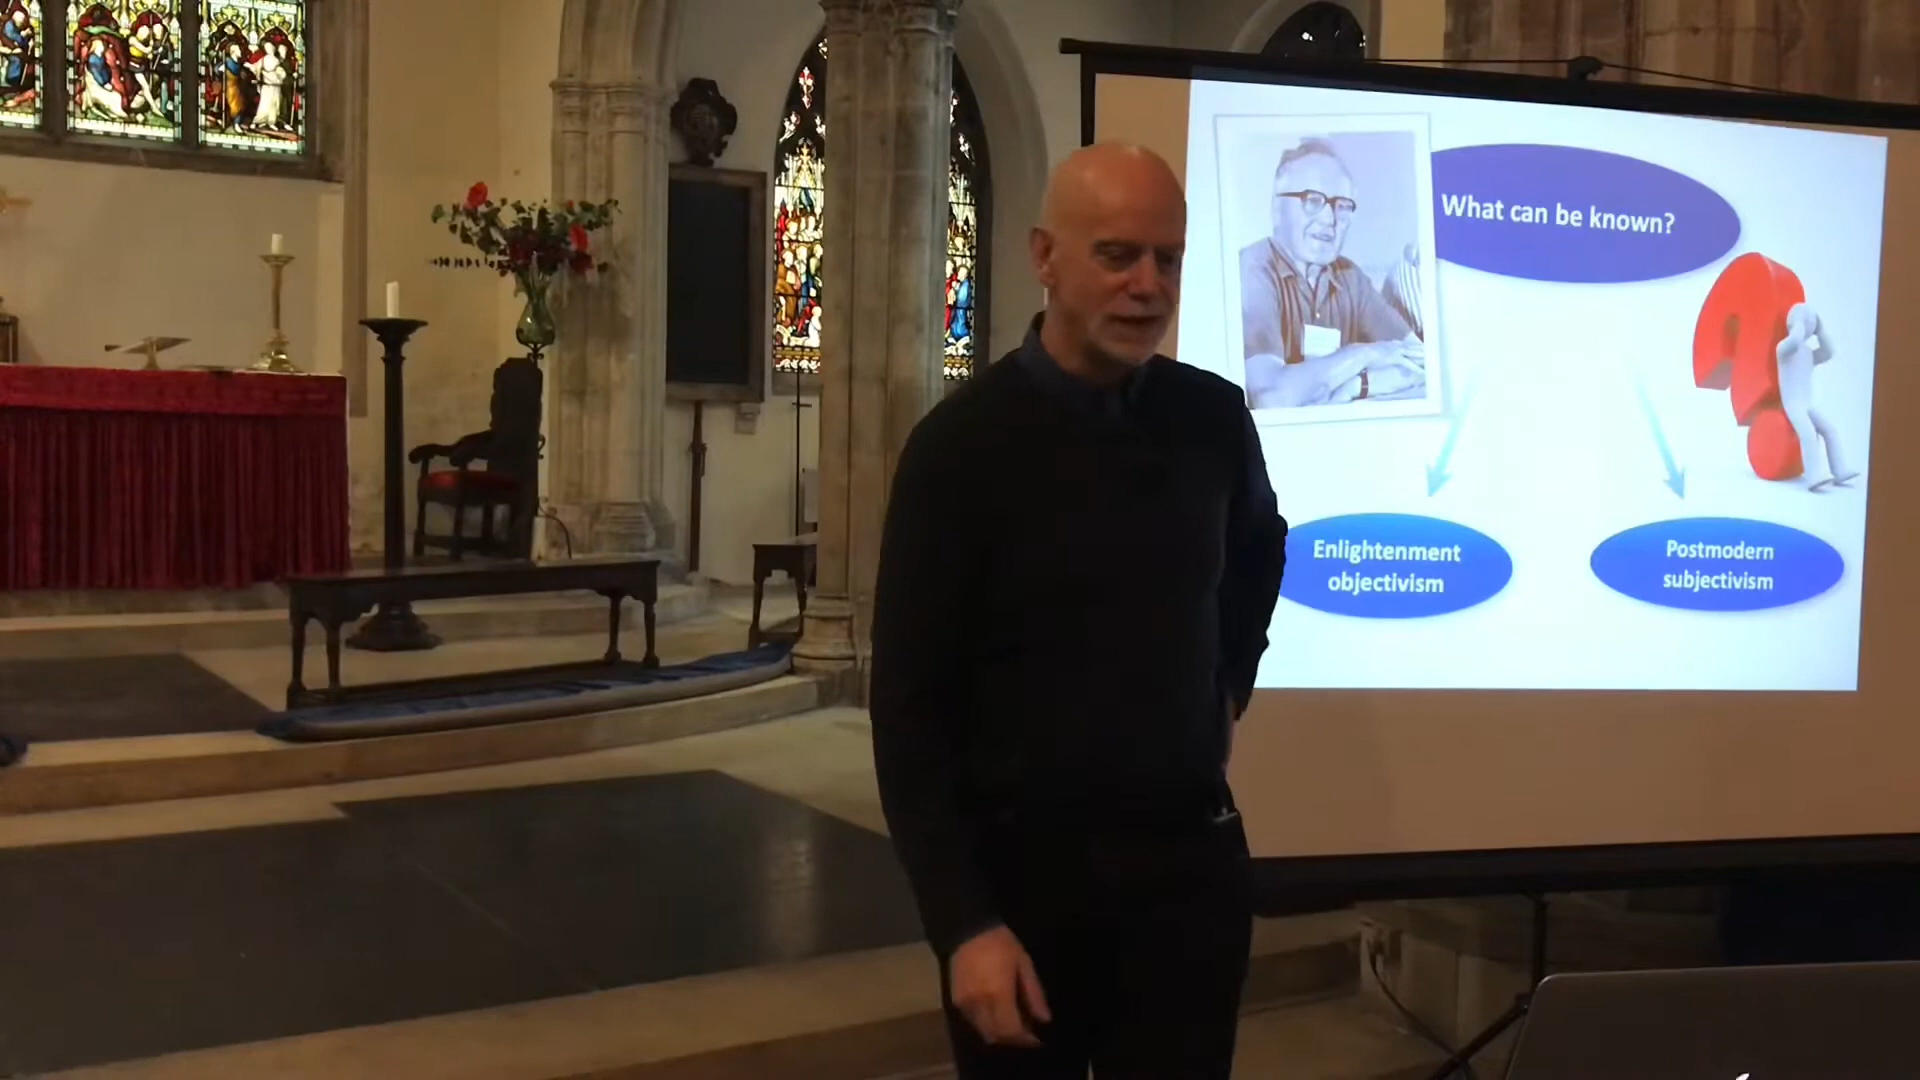 What can be known?
Enlightenment
objectivism
Postmodern
subjectivism